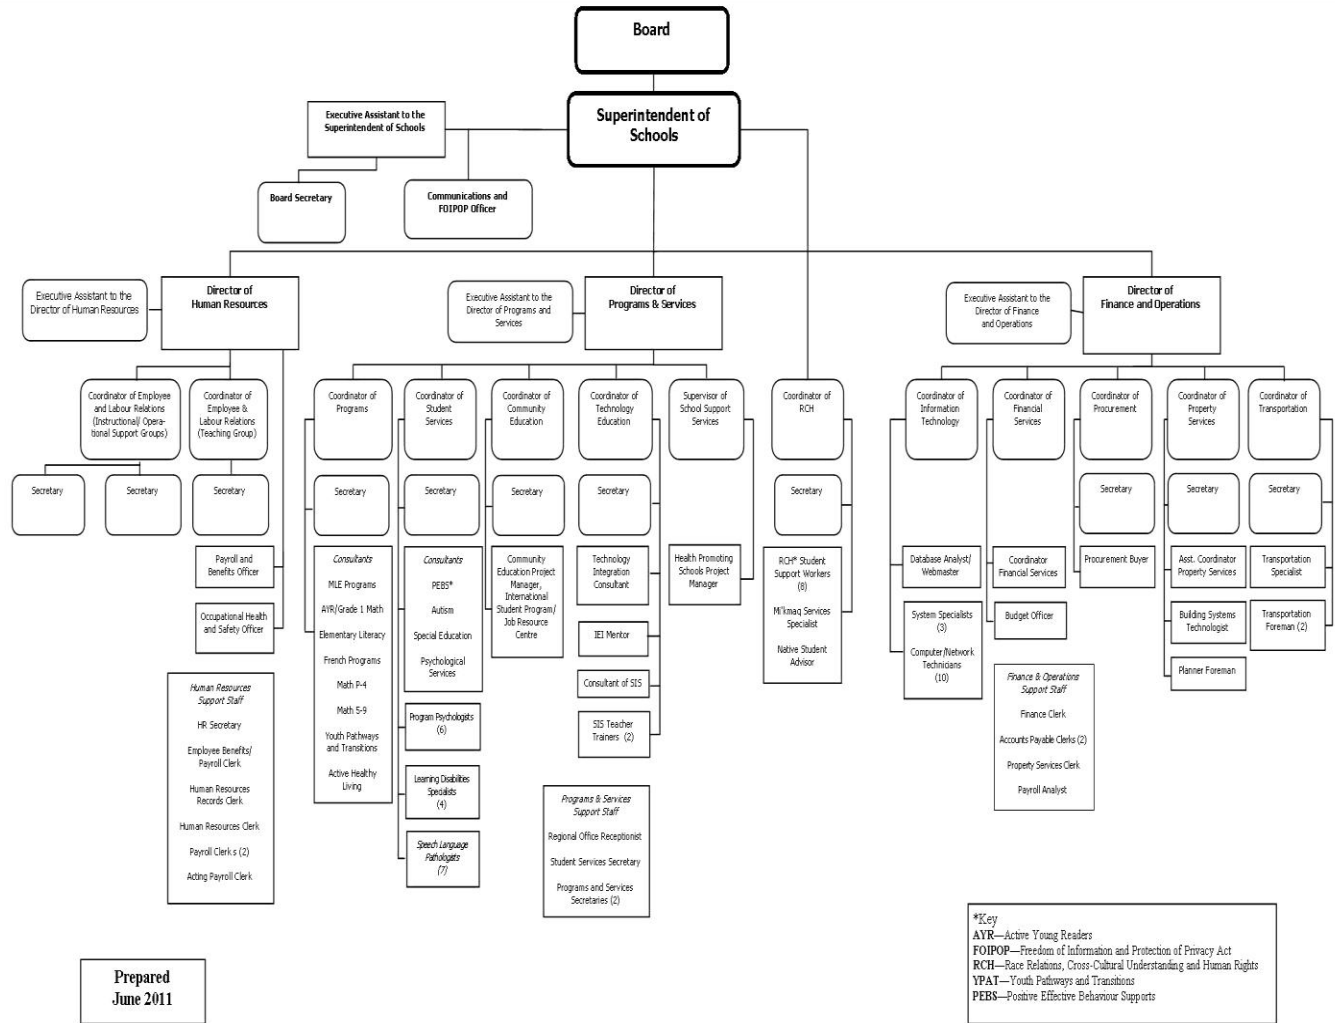 Board
Superintendent of
Schools
Executive Assistant to the
Superintendent of Schools
Board Secretary
Communications and
FOIPOP Officer
Executive Assistant to the
Director of Human Resources
Director of
Human Resources
Executive Assistant to the
Director of Programs and
Services
Director of
Programs & Services
Executive Assistant to the
Director of Finance
and Operations
Director of
Finance and Operations
Coordinator of Employee
and Labour Relations
(Instructional/ Opera-
tional Support Groups)
Coordinator of
Employee &
Labour Relations
(Teaching Group)
Coordinator of
Programs
Coordinator of
Student
Services
Coordinator of
Community
Education
Coordinator of
Technology
Education
Supervisor of
School Support
Services
Coordinator of
RCH
Coordinator of
Information
Technology
Coordinator of
Financial
Services
Coordinator of
Procurement
Coordinator of
Property
Services
Coordinator of
Transportation
Secretary
Secretary
Secretary
Secretary
Secretary
Secretary
Secretary
Secretary
Secretary
Secretary
Secretary
Payroll and
Benefits Officer
Occupational Health
and Safety Officer
Human Resources
Support Staff
HR Secretary
Employee Benefits/
Payroll Clerk
Human Resources
Records Clerk
Human Resources Clerk
Payroll Clerk s (2)
Acting Payroll Clerk
Consultants
MLE Programs
AYR/Grade 1 Math
Elementary Literacy
French Programs
Math P-4
Math 5-9
Youth Pathways
and Transitions
Active Healthy
Living
Consultants
PEBS*
Autism
Special Education
Psychological
Services
Program Psychologists
(6)
Learning Disabilities
Specialists
(4)
Speech Language
Pathologists
(7)
Community
Education Project
Manager,
International
Student Program/
Job Resource
Centre
Technology
Integration
Consultant
IEI Mentor
Consultant of SIS
SIS Teacher
Trainers (2)
Programs & Services
Support Staff
Regional Office Receptionist
Student Services Secretary
Programs and Services
Secretaries (2)
Health Promoting
Schools Project
Manager
RCH* Student
Support Workers
(8)
Mi'kmaq Services
Specialist
Native Student
Advisor
Database Analyst/
Webmaster
System Specialists
(3)
Computer/Network
Technicians
(10)
Coordinator
Financial Services
Budget Officer
Finance & Operations
Support Staff
Finance Clerk
Accounts Payable Clerks (2)
Property Services Clerk
Payroll Analyst
Procurement Buyer
Asst. Coordinator
Property Services
Building Systems
Technologist
Planner Foreman
Transportation
Specialist
Transportation
Foreman (2)
*Key
AYR—Active Young Readers
FOIPOP—Freedom of Information and Protection of Privacy Act
RCH—Race Relations, Cross-Cultural Understanding and Human Rights
YPAT—Youth Pathways and Transitions
PEBS—Positive Effective Behaviour Supports
Prepared
June 2011